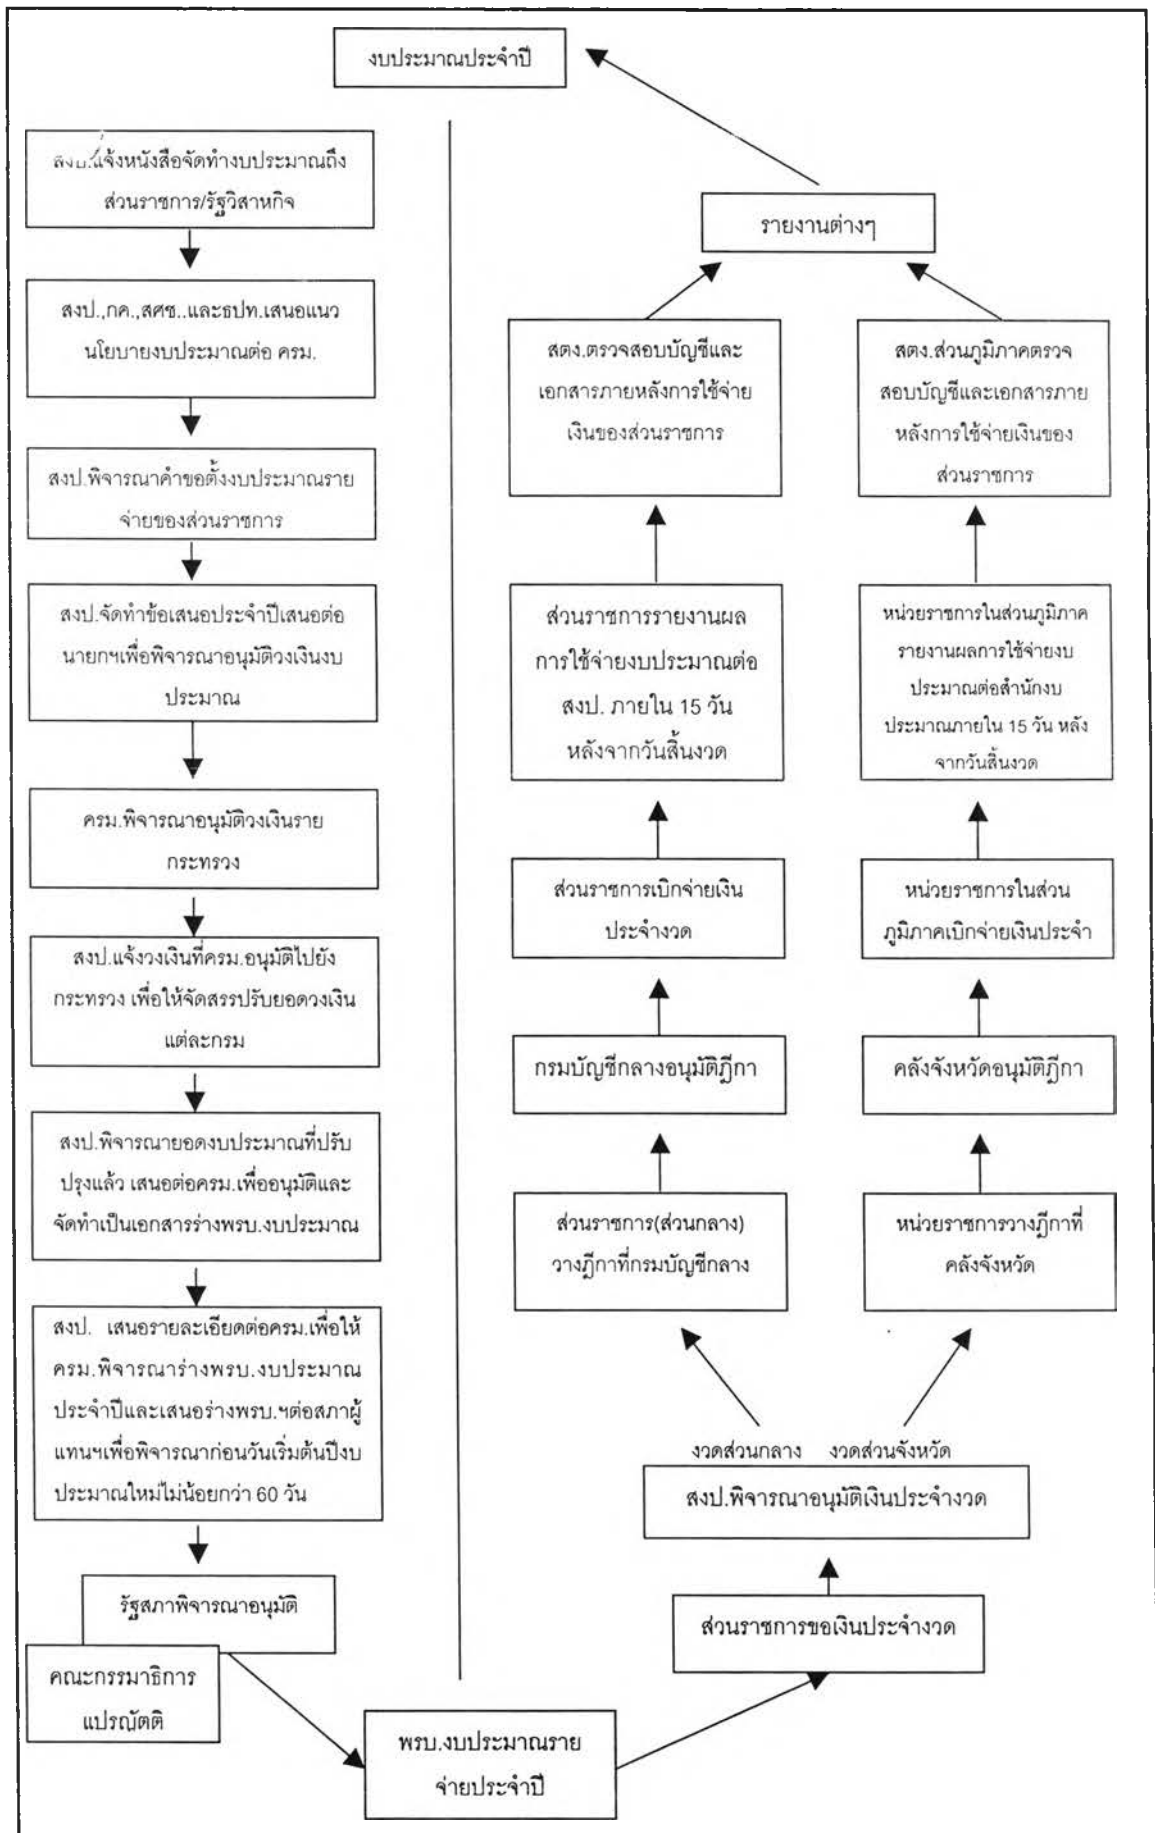 งบประมาณประจำปี
สงป.แจ้งหนังสือจัดทำงบประมาณถึง
ส่วนราชการ/รัฐวิสาหกิจ
สงป.,กค.,สศช..และธปท.เสนอแนว
นโยบายงบประมาณต่อ ครม.
สงป.พิจารณาคำขอตั้งงบประมาณราย
จ่ายของส่วนราชการ
สงป.จัดทำข้อเสนอประจำปีเสนอต่อ
นายกฯเพื่อพิจารณาอนุมัติวงเงินงบ
ประมาณ
ครม.พิจารณาอนุมัติวงเงินราย
กระทรวง
สงป.แจ้งวงเงินที่ครม.อนุมัติไปยัง
กระทรวง เพื่อให้จัดสรรปรับยอดวงเงิน
แต่ละกรม
สงป.พิจารณายอดงบประมาณที่ปรับ
ปรุงแล้ว เสนอต่อครม.เพื่ออนุมัติและ
จัดทำเป็นเอกสารร่างพรบ.งบประมาณ
สงป. เสนอรายละเอียดต่อครม.เพื่อให้
ครม.พิจารณาร่างพรบ.งบประมาณ
ประจำปีและเสนอร่างพรบ.ฯต่อสภาผู้
แทนฯเพื่อพิจารณาก่อนวันเริ่มต้นปีงบ
ประมาณใหม่ไม่น้อยกว่า 60 วัน
รัฐสภาพิจารณาอนุมัติ
คณะกรรมาธิการ
แปรญัตติ
พรบ.งบประมาณราย
จ่ายประจำปี
ส่วนราชการขอเงินประจำงวด
สงป.พิจารณาอนุมัติเงินประจำงวด
งวดส่วนกลาง งวดส่วนจังหวัด
ส่วนราชการ(ส่วนกลาง)
วางฎีกาที่กรมบัญชีกลาง
กรมบัญชีกลางอนุมัติฎีกา
ส่วนราชการเบิกจ่ายเงิน
ประจำงวด
ส่วนราชการรายงานผล
การใช้จ่ายงบประมาณต่อ
สงป. ภายใน 15 วัน
หลังจากวันสิ้นงวด
สตง.ตรวจสอบบัญชีและ
เอกสารภายหลังการใช้จ่าย
เงินของส่วนราชการ
หน่วยราชการวางฎีกาที่
คลังจังหวัด
คลังจังหวัดอนุมัติฎีกา
หน่วยราชการในส่วน
ภูมิภาคเบิกจ่ายเงินประจำ
หน่วยราชการในส่วนภูมิภาค
รายงานผลการใช้จ่ายงบ
ประมาณต่อสำนักงบ
ประมาณภายใน 15 วัน หลัง
จากวันสิ้นงวด
สตง.ส่วนภูมิภาคตรวจ
สอบบัญชีและเอกสารภาย
หลังการใช้จ่ายเงินของ
ส่วนราชการ
รายงานต่างๆ